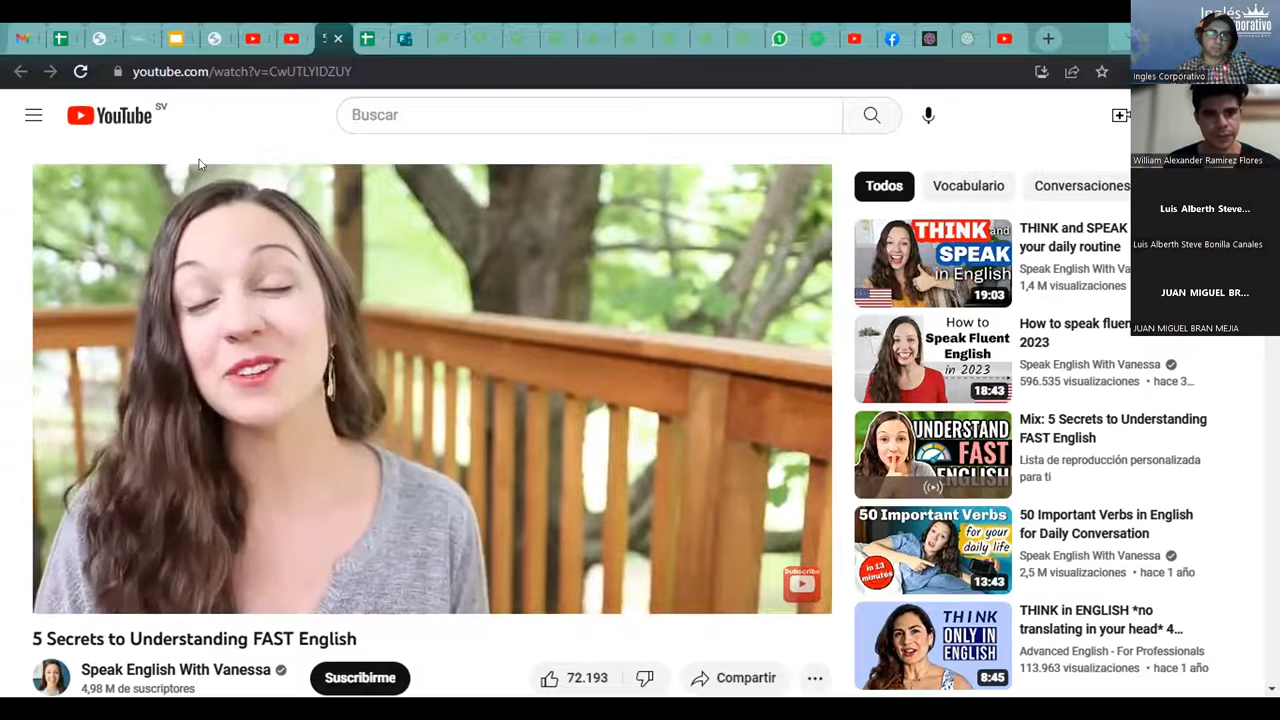 youtube.com/watch?v=CwUTLYIDZUY
YouTube SV
Buscar
Subscribe
5 Secrets to Understanding FAST English
Speak English With Vanessa
4,98 M de suscriptores
Suscribirme
72.193
Compartir
Todos
Vocabulario
Conversaciones
THINK and
SPEAK
in English
19:03
THINK and SPEAK
your daily routine
Speak English With Va
1,4 M visualizaciones
How to
Speak Fluent
English
in 2023
18:43
How to speak fluen
2023
Speak English With Vanessa
596.535 visualizaciones • hace 3...
UNDERSTAND
FAST
ENGLISH
Mix: 5 Secrets to Understanding
FAST English
Lista de reproducción personalizada
para ti
50 Important Verbs
for your
daily life
in 13
minutes
13:43
50 Important Verbs in English
for Daily Conversation
Speak English With Vanessa
2,5 M visualizaciones • hace 1 año
THINK
ONLY IN
ENGLISH
8:45
THINK in ENGLISH *no
translating in your head* 4...
Advanced English - For Professionals
113.963 visualizaciones • hace 1 año
Inglés
Ingles Corporativo
William Alexander Ramirez Flores
Luis Alberth Steve...
Luis Alberth Steve Bonilla Canales
JUAN MIGUEL BR...
JUAN MIGUEL BRAN MEJIA